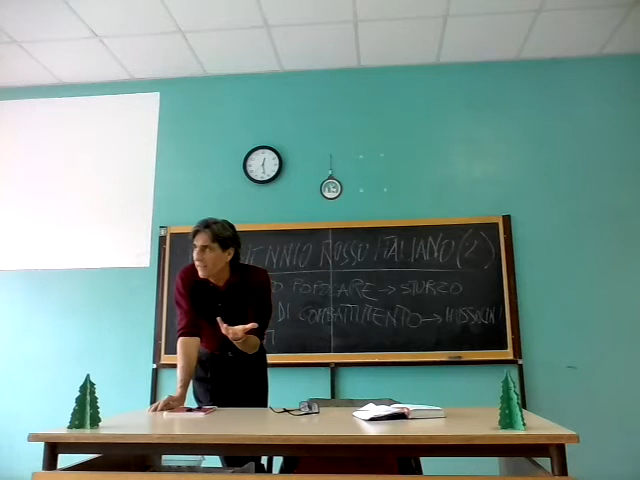 ENNIO ROSSO ITALIANO (2)
O POPOLARE → STURZO
DI COMBATTIMENTO → MUSSOLINI